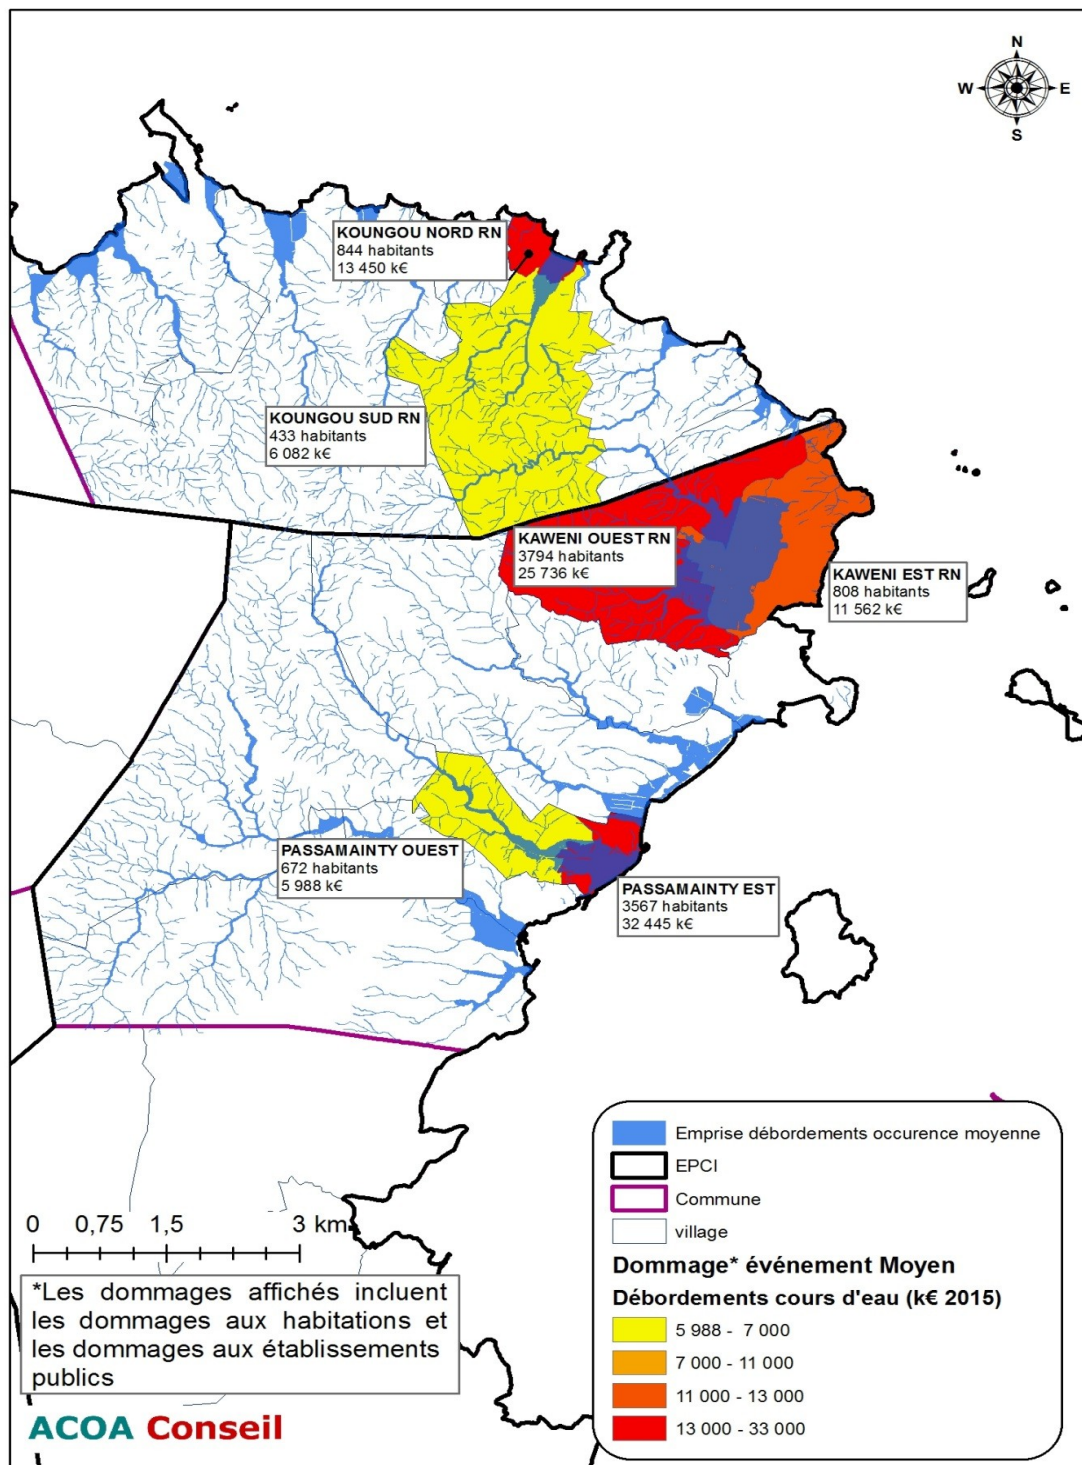 N
W E
S
KOUNGOU NORD RN
844 habitants
13 450 k€
KOUNGOU SUD RN
433 habitants
6 082 k€
KAWENI OUEST RN
3794 habitants
25 736 k€
KAWENI EST RN
808 habitants
11 562 k€
PASSAMAINTY OUEST
672 habitants
5 988 k€
PASSAMAINTY EST
3567 habitants
32 445 k€
Emprise débordements occurence moyenne
EPCI
Commune
village
Dommage* événement Moyen
Débordements cours d'eau (k€ 2015)
5 988 - 7 000
7 000 - 11 000
11 000 - 13 000
13 000 - 33 000
0 0,75 1,5 3 km
*Les dommages affichés incluent
les dommages aux habitations et
les dommages aux établissements
publics
ACOA Conseil